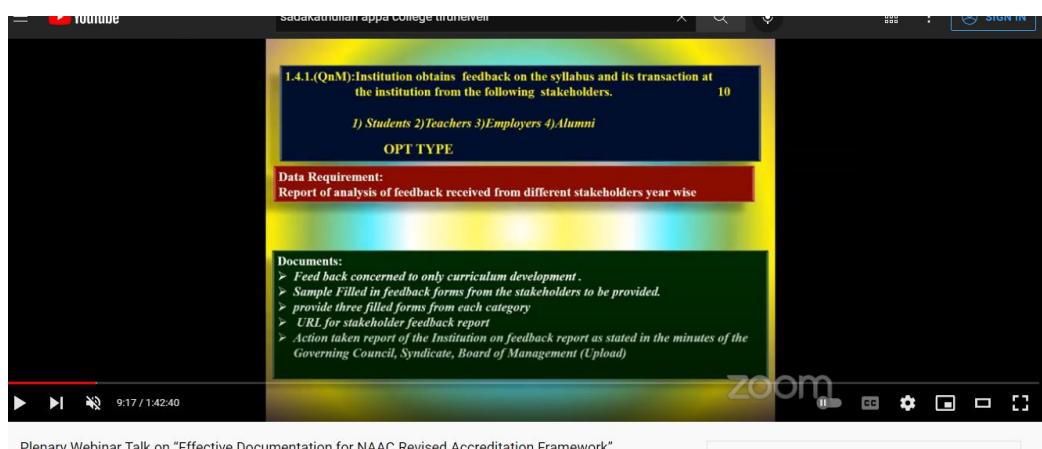 YouTube
sadakathullah appa college tirunelveli
SIGN IN
1.4.1.(QnM):Institution obtains feedback on the syllabus and its transaction at
the institution from the following stakeholders. 10
1) Students 2)Teachers 3)Employers 4)Alumni
OPT TYPE
Data Requirement:
Report of analysis of feedback received from different stakeholders year wise
Documents:
➢ Feed back concerned to only curriculum development .
➢ Sample Filled in feedback forms from the stakeholders to be provided.
➢ provide three filled forms from each category
➢ URL for stakeholder feedback report
➢ Action taken report of the Institution on feedback report as stated in the minutes of the
Governing Council, Syndicate, Board of Management (Upload)
zoom
9:17 / 1:42:40
CC
Plenary Webinar Talk on "Effective Documentation for NAAC Revised Accreditation Framework"